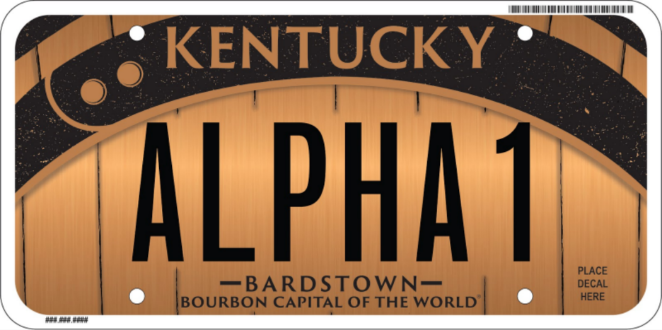 KENTUCKY
ALPHA1
PLACE
DECAL
HERE
–BARDSTOWN–
BOURBON CAPITAL OF THE WORLD®
###.###.####